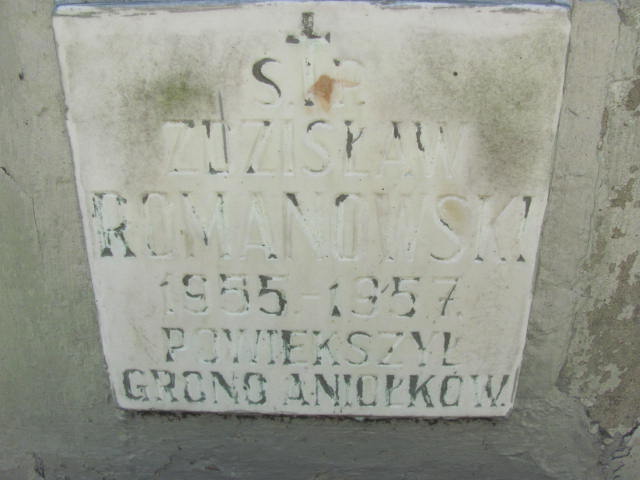 Ś.P.
ZDZISŁAW
ROMANOWSKI
1955.-1957.
POWIĘKSZYŁ
GRONO ANIOŁKÓW